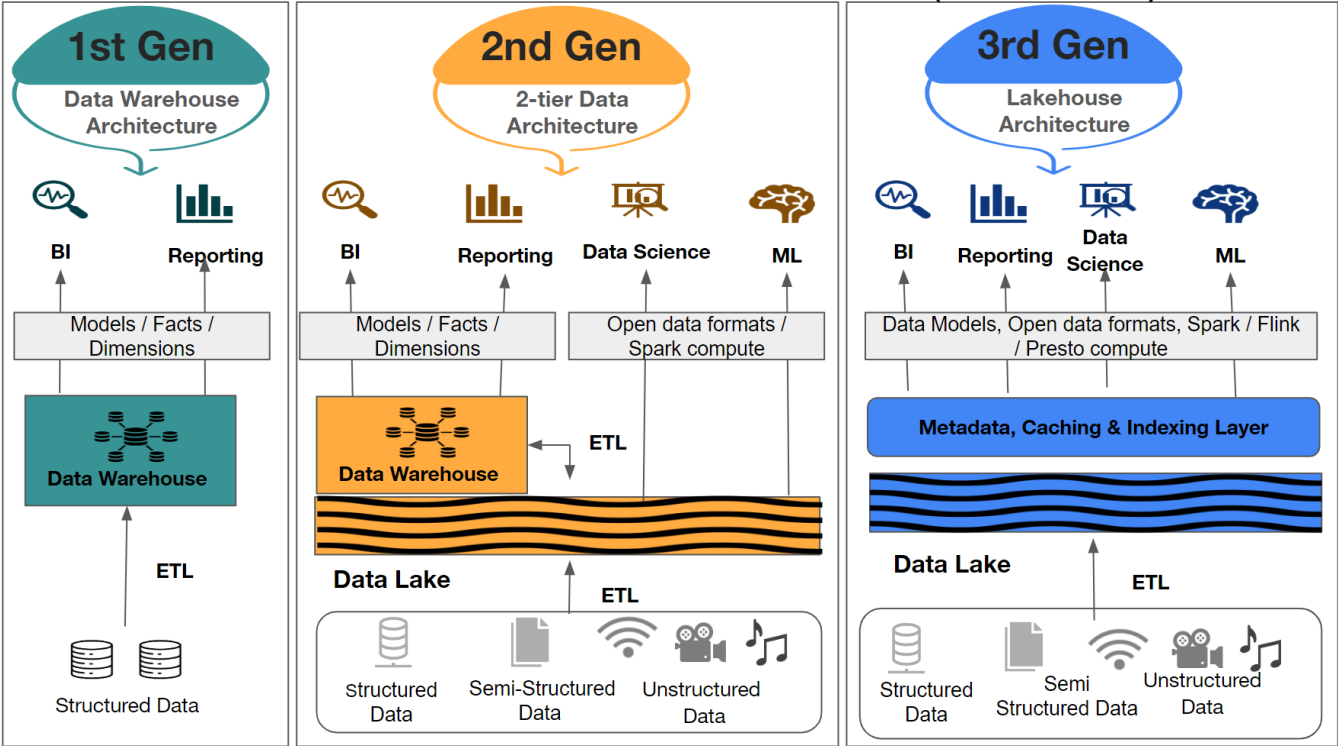 1st Gen
Data Warehouse
Architecture
BI
Reporting
Models / Facts /
Dimensions
Data Warehouse
ETL
Structured Data
2nd Gen
2-tier Data
Architecture
BI
Reporting
Data Science
ML
Models / Facts /
Dimensions
Open data formats /
Spark compute
Data Warehouse
ETL
Data Lake
ETL
Structured
Data
Semi-Structured
Data
Unstructured
Data
3rd Gen
Lakehouse
Architecture
BI
Reporting
Data
Science
ML
Data Models, Open data formats, Spark / Flink
/ Presto compute
Metadata, Caching & Indexing Layer
Data Lake
ETL
Structured
Data
Semi
Structured Data
Unstructured
Data